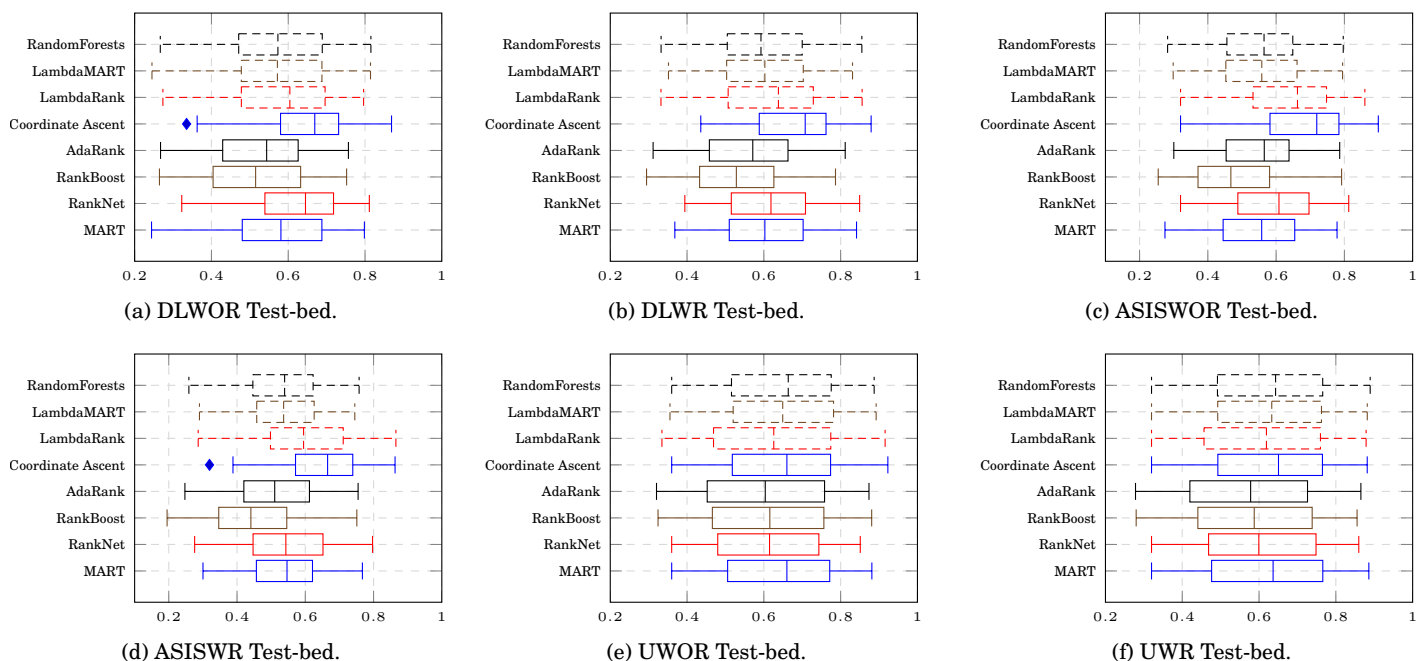 RandomForests
LambdaMART
LambdaRank
Coordinate Ascent
AdaRank
RankBoost
RankNet
MART
0.2 0.4 0.6 0.8 1
(a) DLWOR Test-bed.
RandomForests
LambdaMART
LambdaRank
Coordinate Ascent
AdaRank
RankBoost
RankNet
MART
0.2 0.4 0.6 0.8 1
(b) DLWR Test-bed.
RandomForests
LambdaMART
LambdaRank
Coordinate Ascent
AdaRank
RankBoost
RankNet
MART
0.2 0.4 0.6 0.8 1
(c) ASISWOR Test-bed.
RandomForests
LambdaMART
LambdaRank
Coordinate Ascent
AdaRank
RankBoost
RankNet
MART
0.2 0.4 0.6 0.8 1
(d) ASISWR Test-bed.
RandomForests
LambdaMART
LambdaRank
Coordinate Ascent
AdaRank
RankBoost
RankNet
MART
0.2 0.4 0.6 0.8 1
(e) UWOR Test-bed.
RandomForests
LambdaMART
LambdaRank
Coordinate Ascent
AdaRank
RankBoost
RankNet
MART
0.2 0.4 0.6 0.8 1
(f) UWR Test-bed.